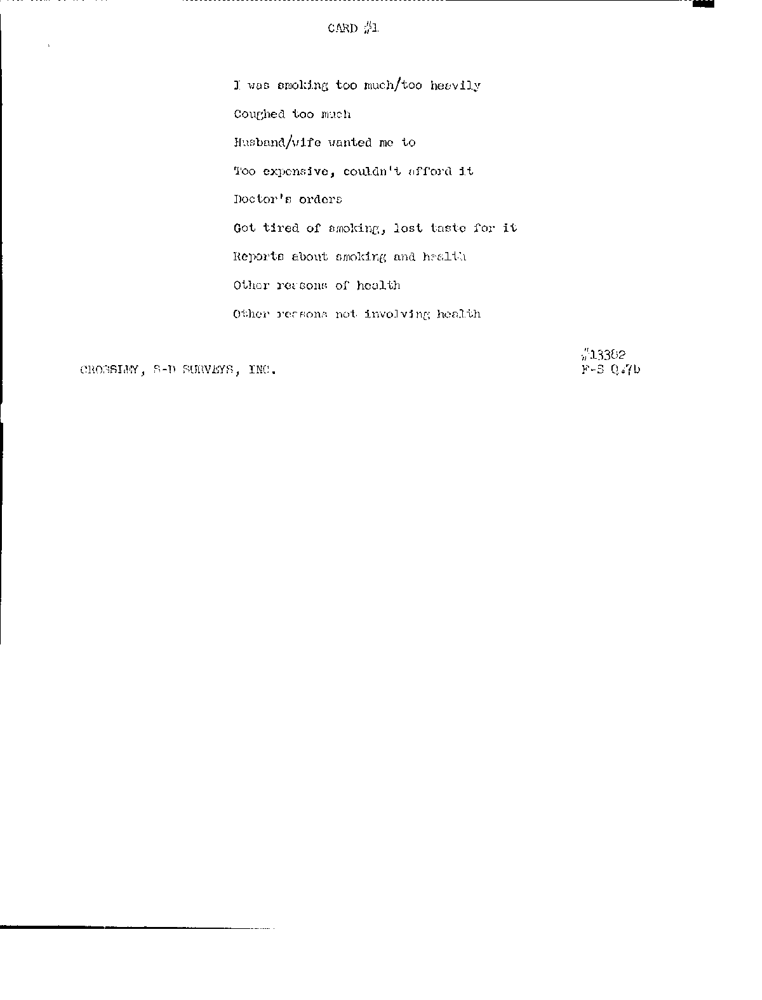 CARD #1
I was smoking too much/too heavily
Coughed too much
Husband/wife wanted me to
Too expensive, couldn't afford it
Doctor's orders
Got tired of smoking, lost taste for it
Reports about smoking and health
Other reasons of health
Other reasons not involving health
#13382
CROSSLEY, S-D SURVEYS, INC.
F-S Q.7b